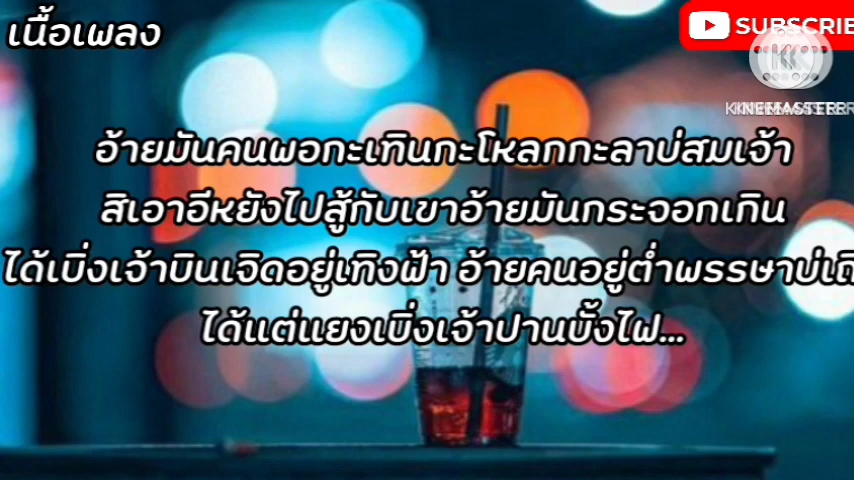 เนื้อเพลง
SUBSCRIBE
KINEMASTER
อ้ายมันคนพอกะเทินกะโหลกกะลาบ่สมเจ้า
สิเอาอีหยังไปสู้กับเขาอ้ายมันกระจอกเกิน
ได้เบิ่งเจ้าบินเจิดอยู่เทิงฟ้า อ้ายคนอยู่ต่ำพรรษาบ่เถิ
ได้แต่แยงเบิ่งเจ้าปานบั้งไฟ...